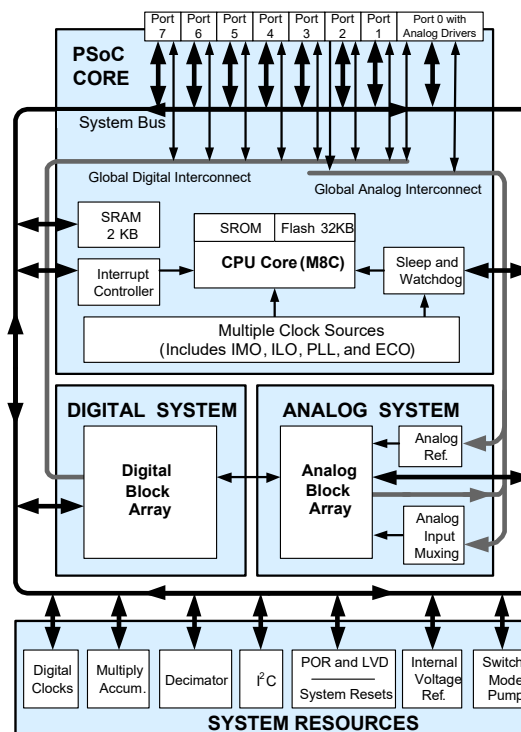 Port 7
Port 6
Port 5
Port 4
Port 3
Port 2
Port 1
Port 0 with
Analog Drivers
PSoC
CORE
System Bus
Global Digital Interconnect
Global Analog Interconnect
SRAM
2 KB
SROM
Flash 32KB
CPU Core (M8C)
Interrupt
Controller
Sleep and
Watchdog
Multiple Clock Sources
(Includes IMO, ILO, PLL, and ECO)
DIGITAL SYSTEM
ANALOG SYSTEM
Digital
Block
Array
Analog
Block
Array
Analog
Ref.
Analog
Input
Muxing
Digital
Clocks
Multiply
Accum.
Decimator
I²C
POR and LVD
System Resets
Internal
Voltage
Ref.
Switch
Mode
Pump
SYSTEM RESOURCES